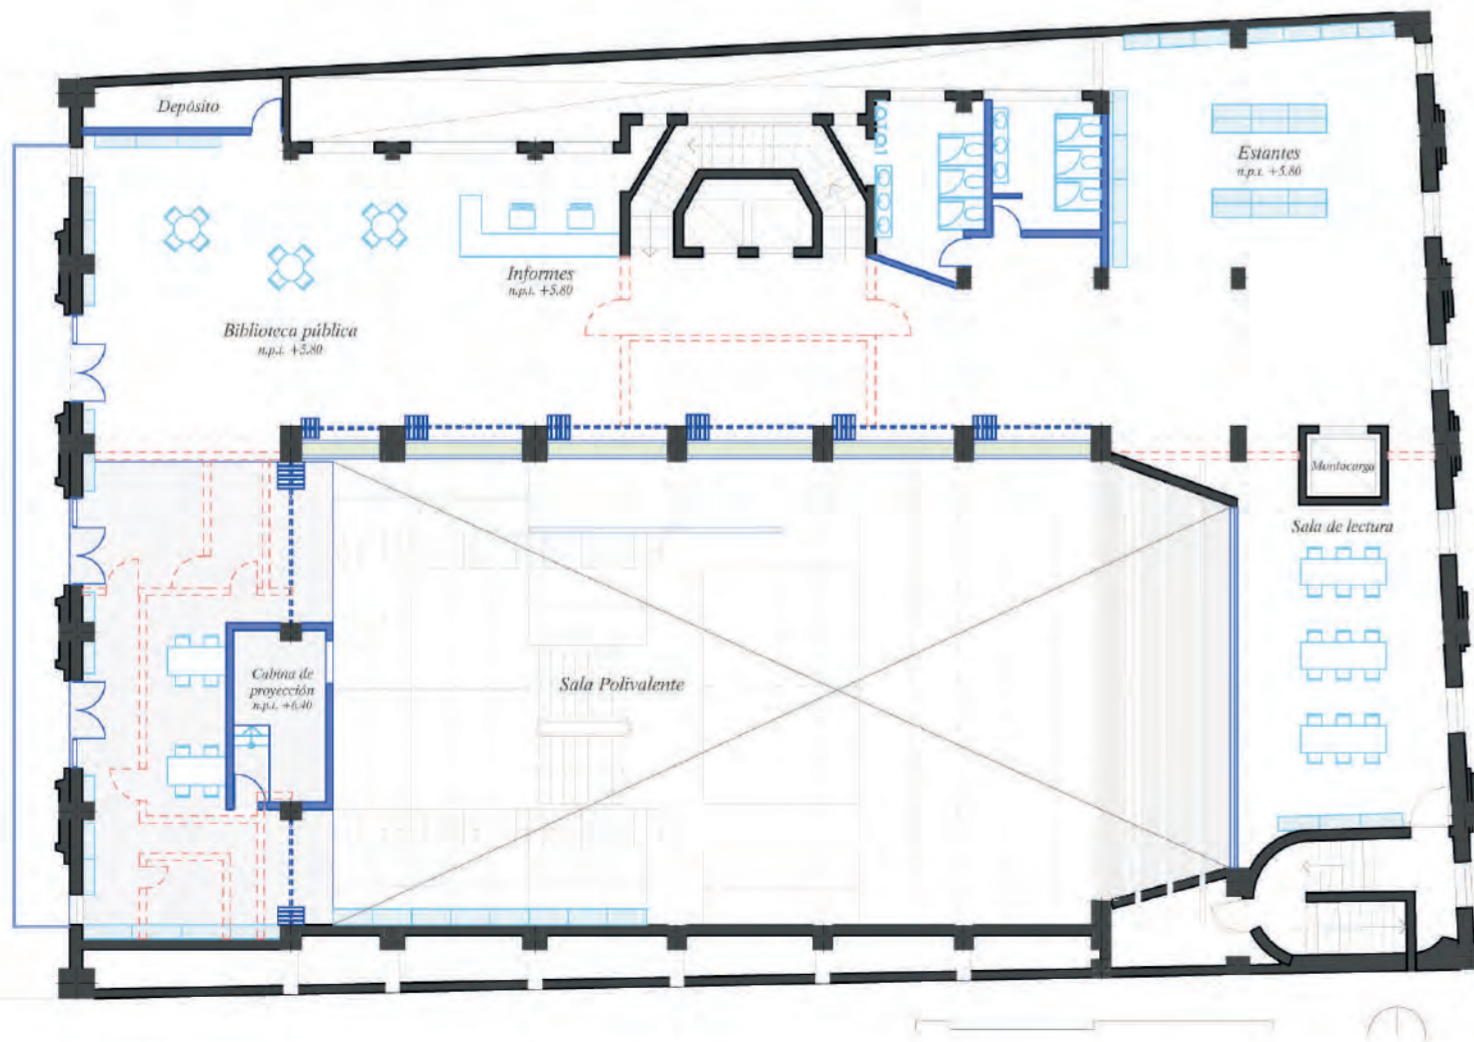 Depósito
Estantes
n.p.t. +5.80
Informes
n.p.t. +5.80
Biblioteca pública
n.p.t. +5.80
Montacarga
Sala de lectura
Cabina de
proyección
n.p.t. +6.40
Sala Polivalente